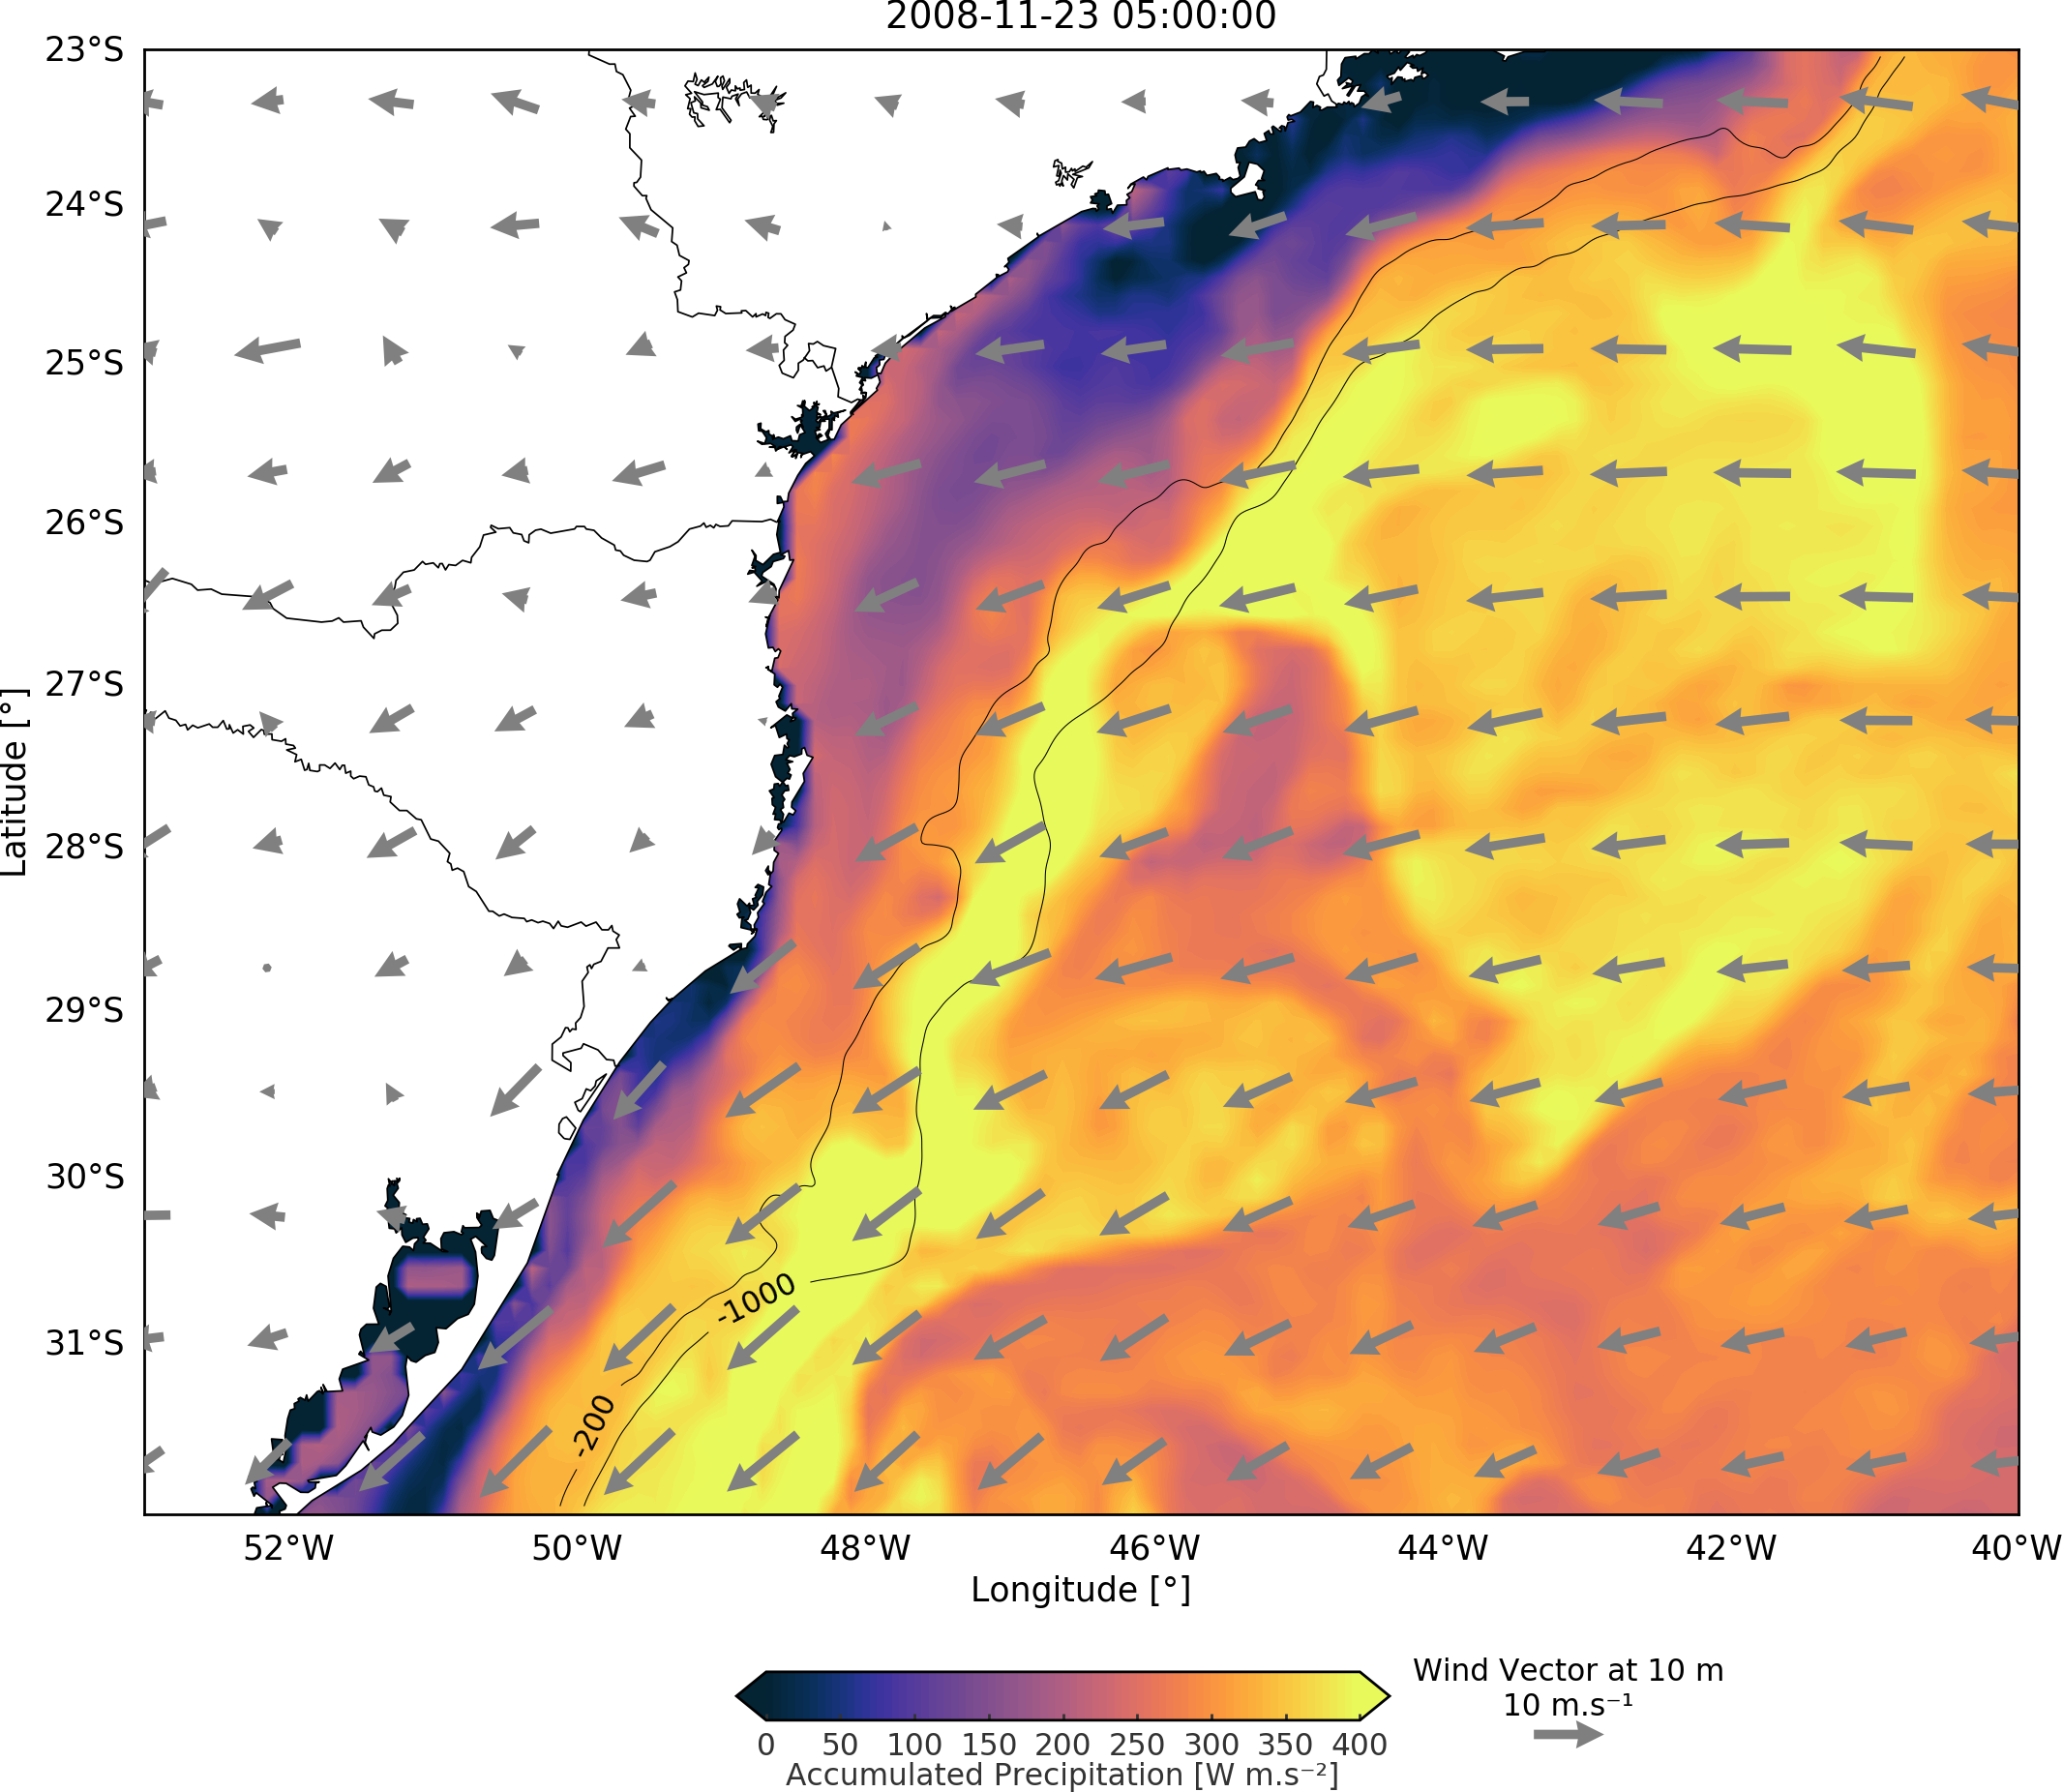 2008-11-23 05:00:00
23°S
24°S
25°S
26°S
27°S
28°S
29°S
30°S
31°S
Latitude [°]
-1000
-200
52°W 50°W 48°W 46°W 44°W 42°W 40°W
Longitude [°]
Wind Vector at 10 m
10 m.s⁻¹
0 50 100 150 200 250 300 350 400
Accumulated Precipitation [W m.s⁻²]